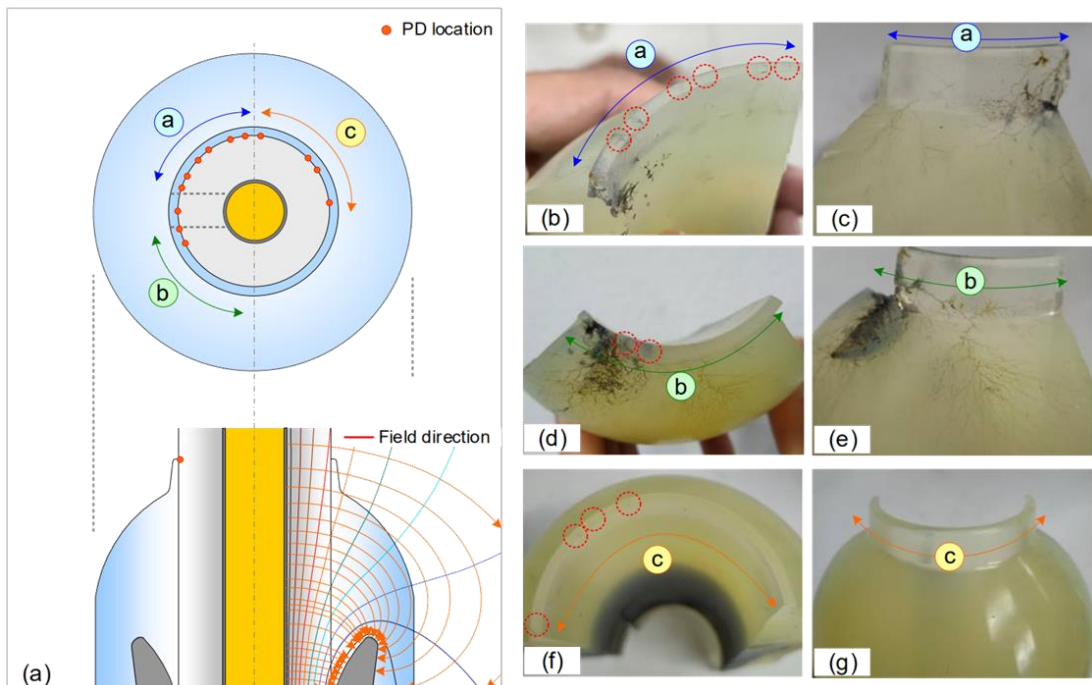 PD location
a
c
b
Field direction
(a)
a
(b)
a
(c)
b
(d)
b
(e)
c
(f)
c
(g)